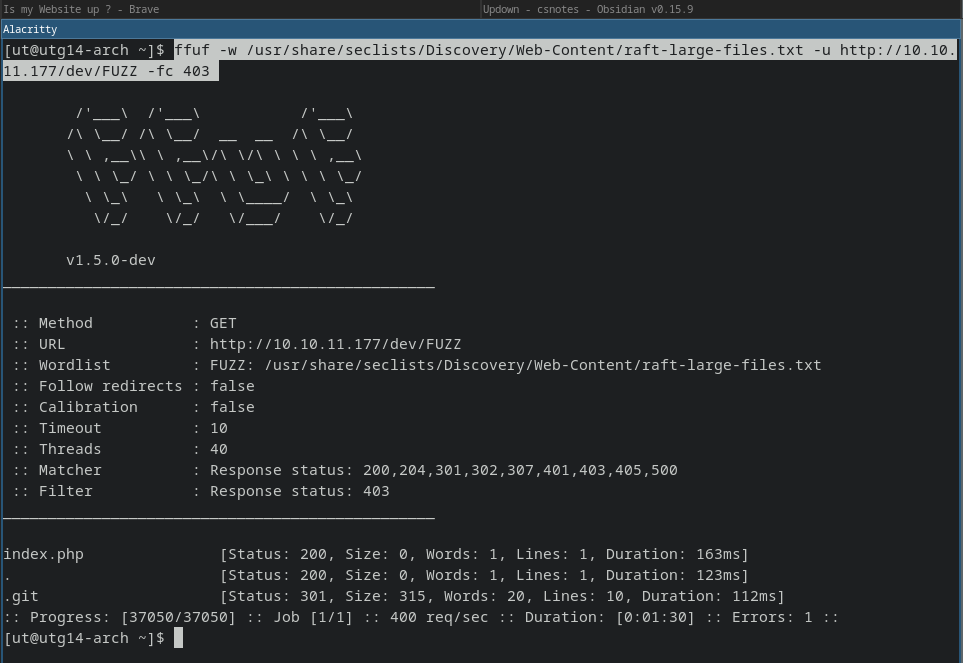 Is my Website up ? - Brave
Updown - csnotes - Obsidian v0.15.9
Alacritty
[ut@utg14-arch ~]$ ffuf -w /usr/share/seclists/Discovery/Web-Content/raft-large-files.txt -u http://10.10.
11.177/dev/FUZZ -fc 403
        /'___\  /'___\           /'___\
       /\ \__/ /\ \__/  __  __  /\ \__/
       \ \ ,__\\ \ ,__\/\ \/\ \ \ \ ,__\
        \ \ \_/ \ \ \_/\ \ \_\ \ \ \ \_/
         \ \_\   \ \_\  \ \____/  \ \_\
          \/_/    \/_/   \/___/    \/_/
v1.5.0-dev
________________________________________________
:: Method           : GET
:: URL              : http://10.10.11.177/dev/FUZZ
:: Wordlist         : FUZZ: /usr/share/seclists/Discovery/Web-Content/raft-large-files.txt
:: Follow redirects : false
:: Calibration      : false
:: Timeout          : 10
:: Threads          : 40
:: Matcher          : Response status: 200,204,301,302,307,401,403,405,500
:: Filter           : Response status: 403
________________________________________________
index.php               [Status: 200, Size: 0, Words: 1, Lines: 1, Duration: 163ms]
.                       [Status: 200, Size: 0, Words: 1, Lines: 1, Duration: 123ms]
.git                    [Status: 301, Size: 315, Words: 20, Lines: 10, Duration: 112ms]
:: Progress: [37050/37050] :: Job [1/1] :: 400 req/sec :: Duration: [0:01:30] :: Errors: 1 ::
[ut@utg14-arch ~]$